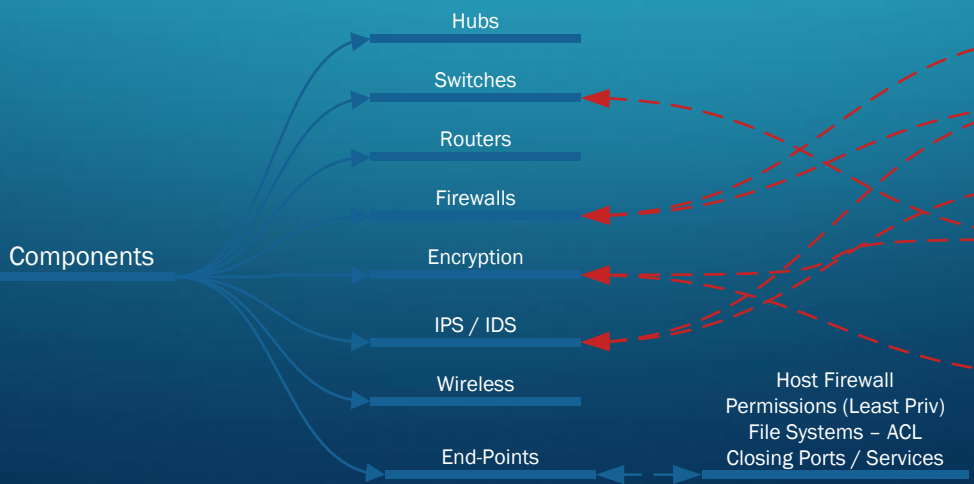 Hubs
Switches
Routers
Firewalls
Components
Encryption
IPS / IDS
Wireless
End-Points
Host Firewall
Permissions (Least Priv)
File Systems – ACL
Closing Ports / Services